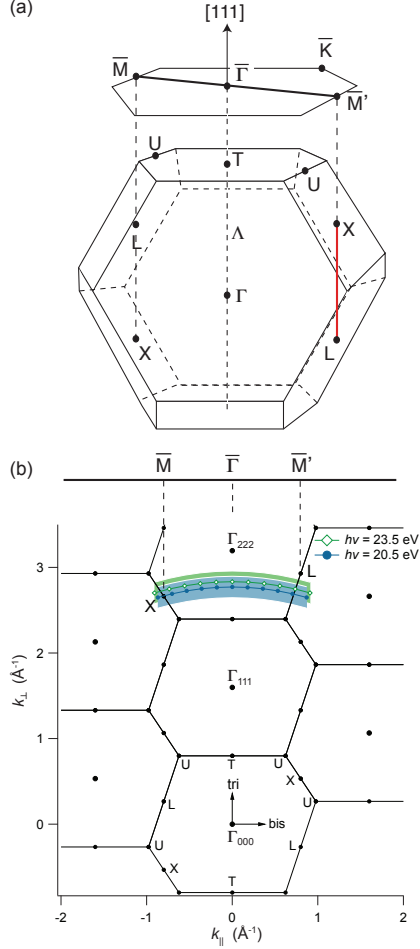 (a)
[111]
M̅ Γ̅ K̅
M̅'
U T U
L Λ X
Γ
X L
(b)
M̅ Γ̅ M̅'
Γ₂₂₂
hν = 23.5 eV
hν = 20.5 eV
L
X
3
Γ₁₁₁
2
k⊥ (Å⁻¹)
1
U T U
X
tri
L U
0
bis
Γ₀₀₀
U L
X
T
-2 -1 0 1 2
k∥ (Å⁻¹)